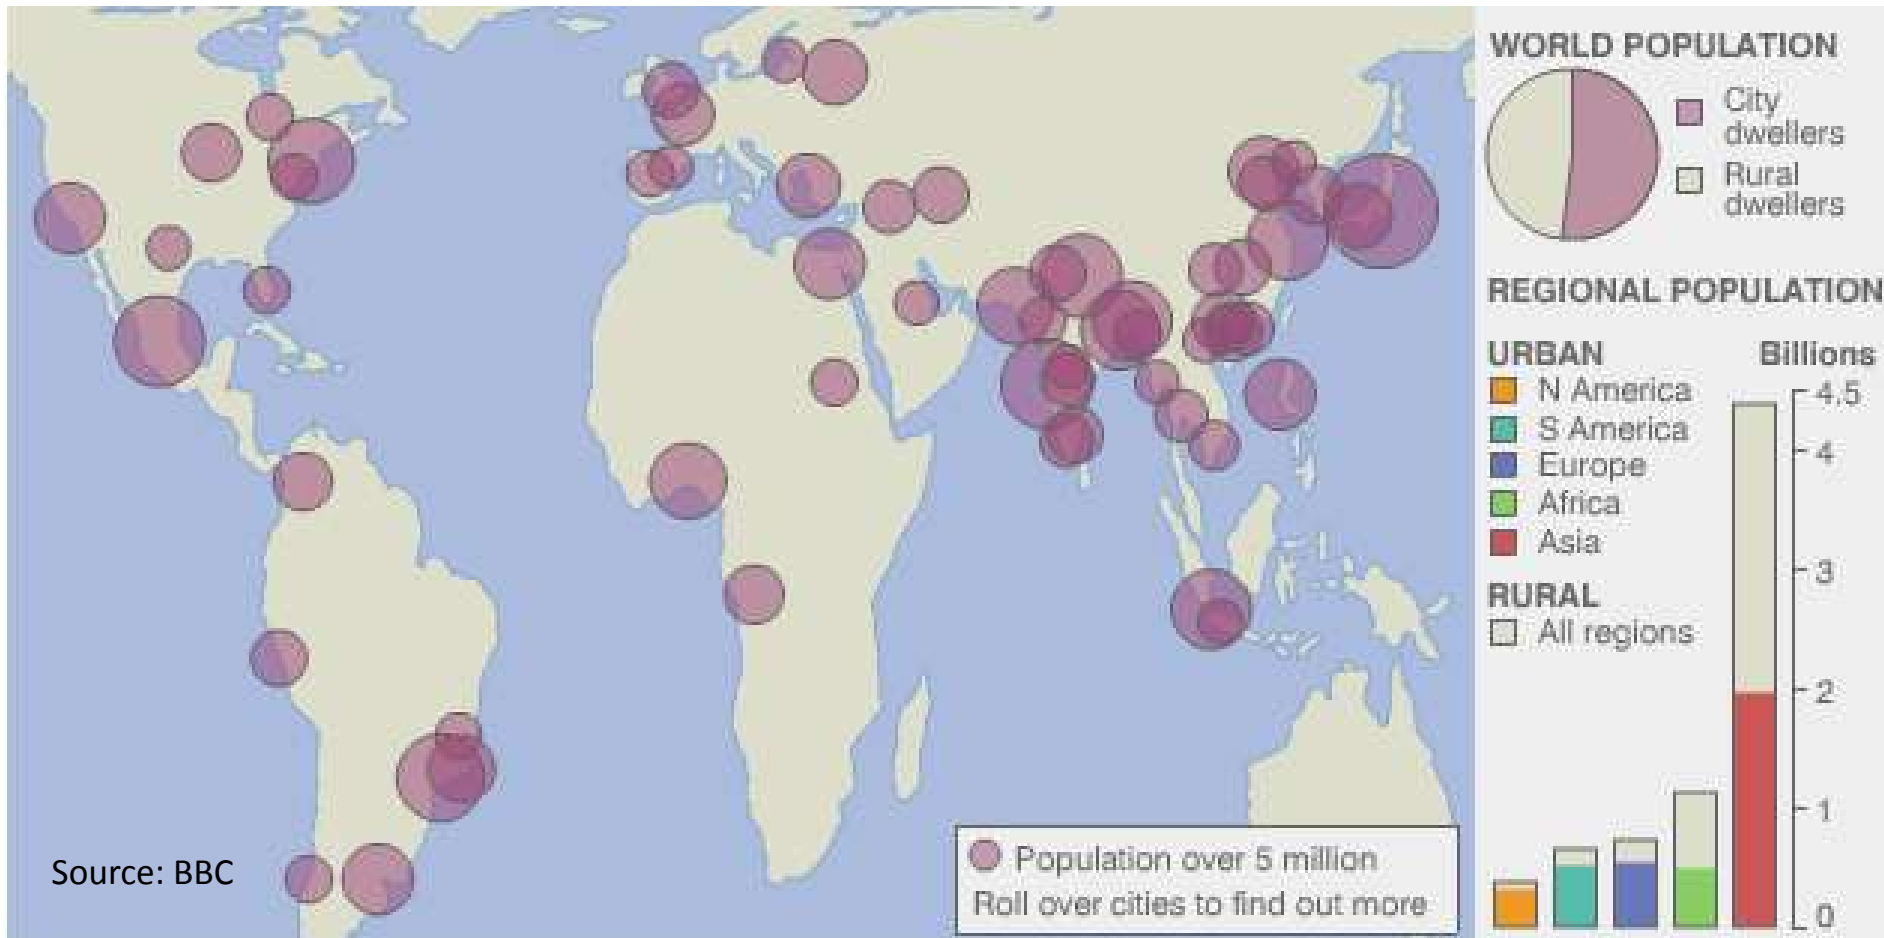 WORLD POPULATION
City
dwellers
Rural
dwellers
REGIONAL POPULATION
URBAN
Billions
N America
S America
Europe
Africa
Asia
RURAL
All regions
4.5
4
3
2
1
0
Population over 5 million
Roll over cities to find out more
Source: BBC